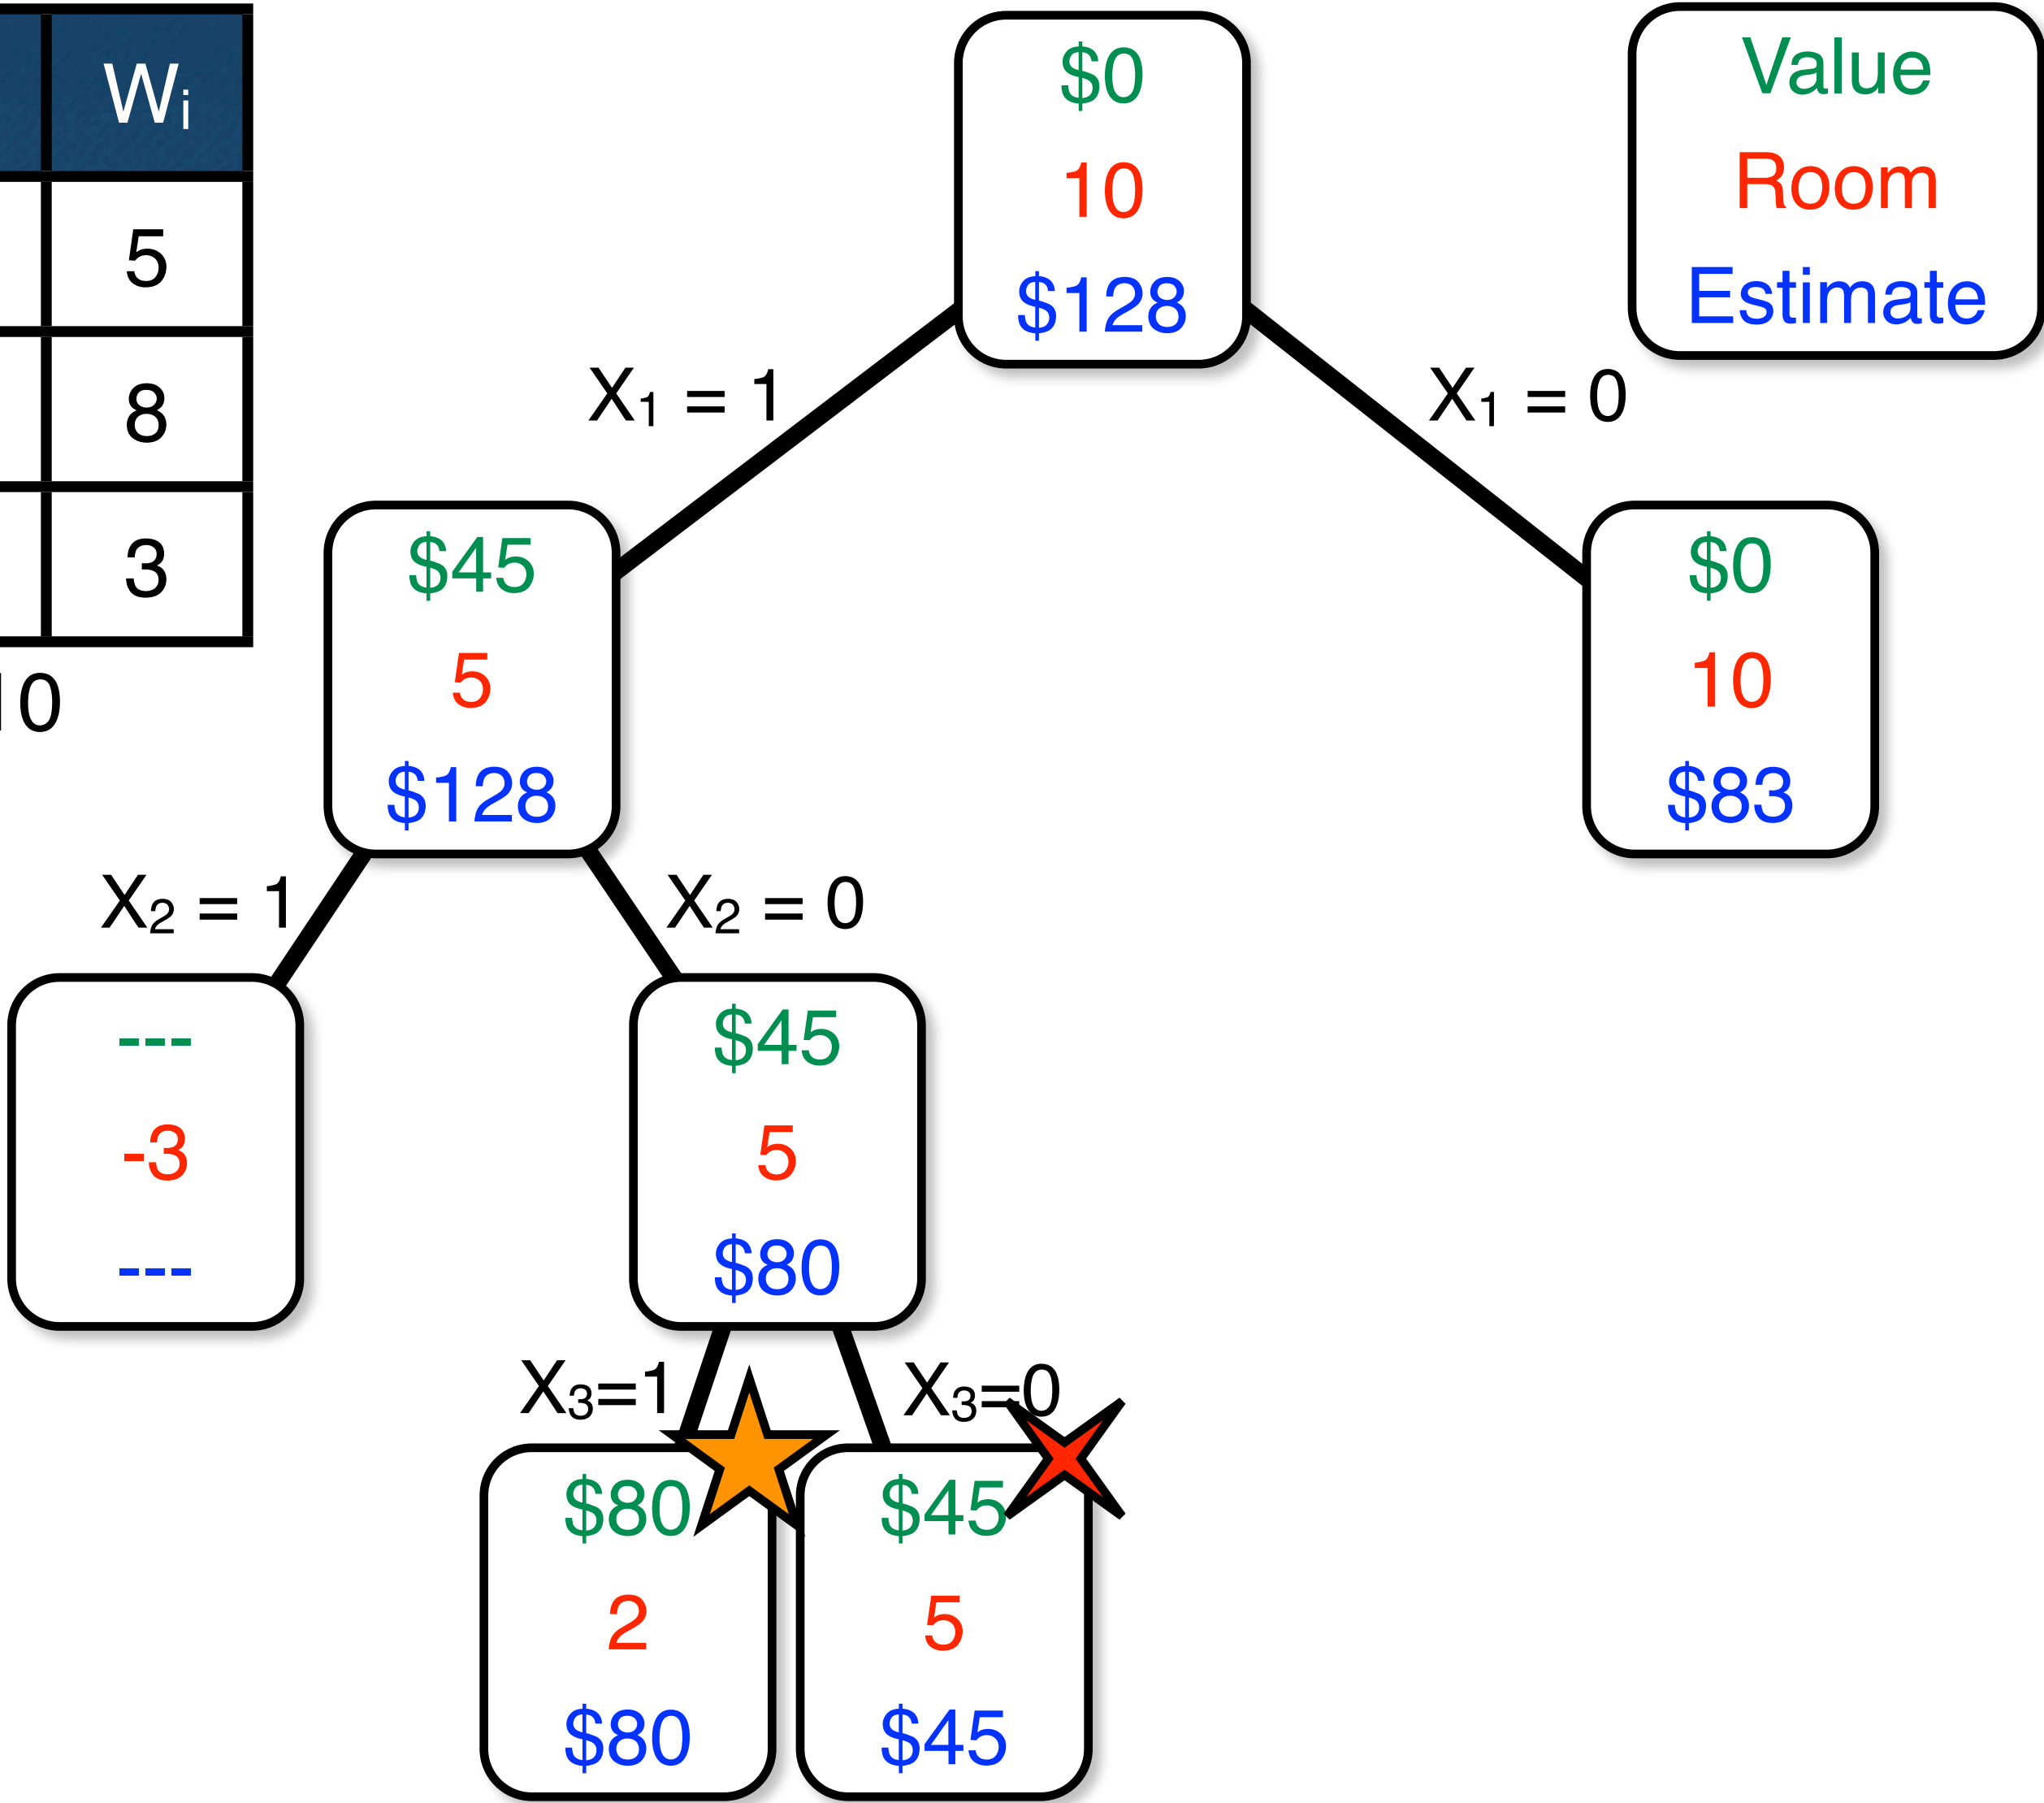 Wi
5
8
3
10
$0
10
$128
Value
Room
Estimate
X1 = 1
X1 = 0
$45
5
$128
$0
10
$83
X2 = 1
X2 = 0
---
-3
---
$45
5
$80
X3=1
X3=0
$80
2
$80
$45
5
$45